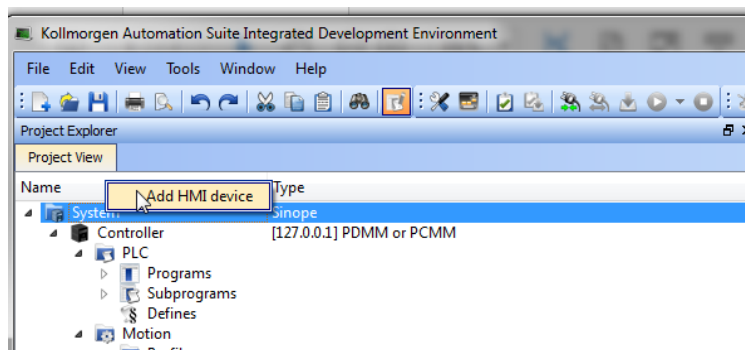 Kollmorgen Automation Suite Integrated Development Environment
File Edit View Tools Window Help
Project Explorer
Project View
Name Type
Add HMI device
System Sinope
Controller [127.0.0.1] PDMM or PCMM
PLC
Programs
Subprograms
Defines
Motion